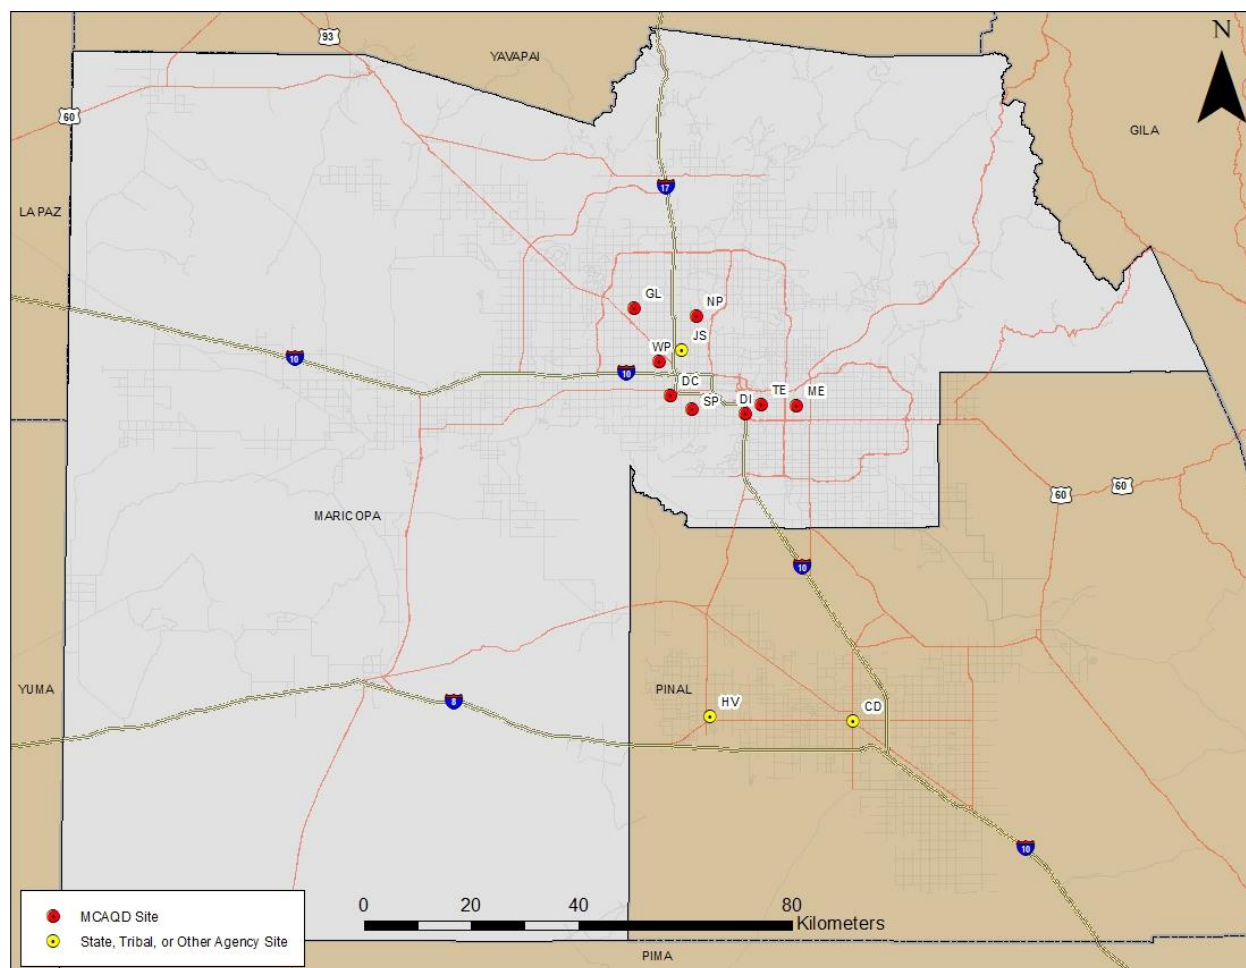 N
93
YAVAPAI
60
GILA
17
LA PAZ
GL
NP
JS
WP
10
10
DC
TE
ME
DI
SP
60
60
MARICOPA
10
YUMA
PINAL
HV
CD
8
10
MCAQD Site
State, Tribal, or Other Agency Site
0 20 40 80
Kilometers
PIMA